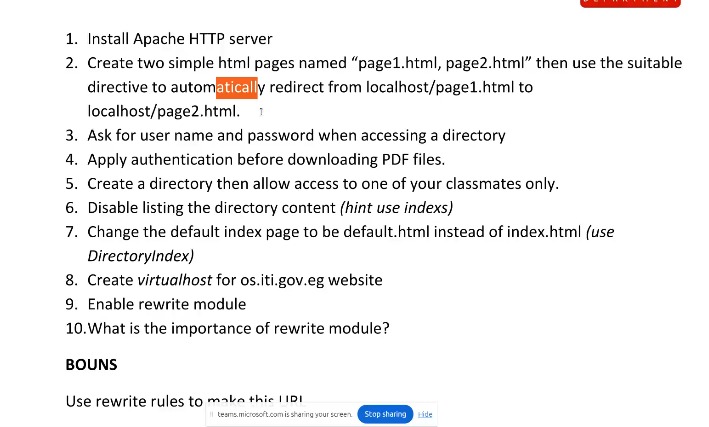 1. Install Apache HTTP server
2. Create two simple html pages named “page1.html, page2.html” then use the suitable
directive to automatically redirect from localhost/page1.html to
localhost/page2.html.
3. Ask for user name and password when accessing a directory
4. Apply authentication before downloading PDF files.
5. Create a directory then allow access to one of your classmates only.
6. Disable listing the directory content (hint use indexs)
7. Change the default index page to be default.html instead of index.html (use
DirectoryIndex)
8. Create virtualhost for os.iti.gov.eg website
9. Enable rewrite module
10.What is the importance of rewrite module?
BOUNS
Use rewrite rules to make this URL
teams.microsoft.com is sharing your screen. Stop sharing Hide